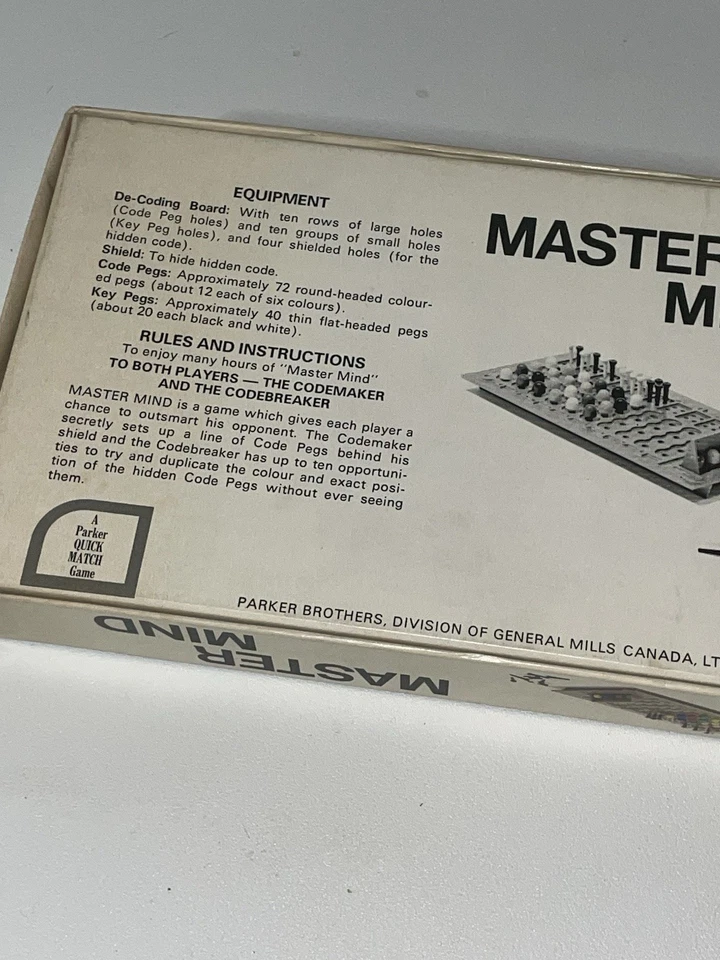 EQUIPMENT
De-Coding Board: With ten rows of large holes
(Code Peg holes) and ten groups of small holes
(Key Peg holes), and four shielded holes (for the
hidden code).
Shield: To hide hidden code.
Code Pegs: Approximately 72 round-headed colour-
ed pegs (about 12 each of six colours).
Key Pegs: Approximately 40 thin flat-headed pegs
(about 20 each black and white).
RULES AND INSTRUCTIONS
To enjoy many hours of "Master Mind"
TO BOTH PLAYERS — THE CODEMAKER
AND THE CODEBREAKER
MASTER MIND is a game which gives each player a
chance to outsmart his opponent. The Codemaker
secretly sets up a line of Code Pegs behind his
shield and the Codebreaker has up to ten opportuni-
ties to try and duplicate the colour and exact posi-
tion of the hidden Code Pegs without ever seeing
them.
A
Parker
QUICK
MATCH
Game
MASTER
M
PARKER BROTHERS, DIVISION OF GENERAL MILLS CANADA, LT
MASTER
MIND